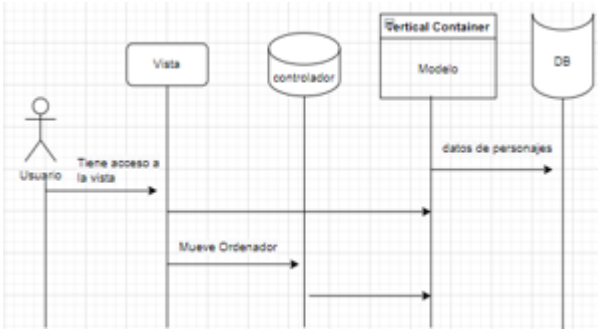 Vertical Container
Vista
controlador
Modelo
DB
Usuario
Tiene acceso a
la vista
datos de personajes
Mueve Ordenador